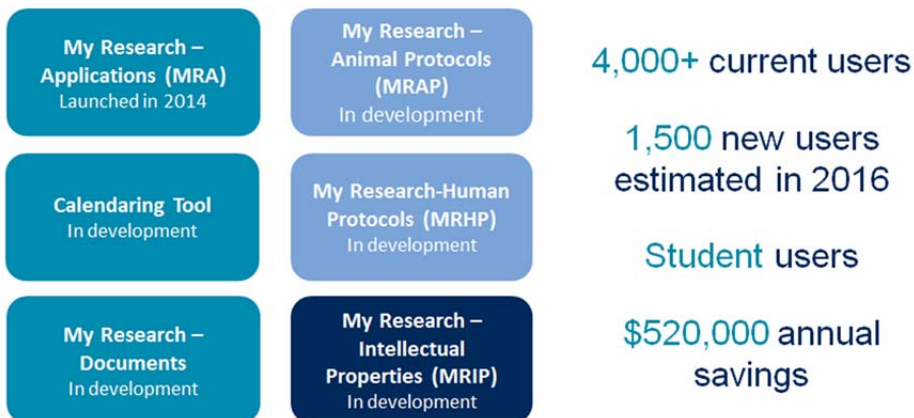 My Research –
Applications (MRA)
Launched in 2014
My Research –
Animal Protocols
(MRAP)
In development
Calendaring Tool
In development
My Research-Human
Protocols (MRHP)
In development
My Research –
Documents
In development
My Research –
Intellectual
Properties (MRIP)
In development
4,000+ current users
1,500 new users
estimated in 2016
Student users
$520,000 annual
savings